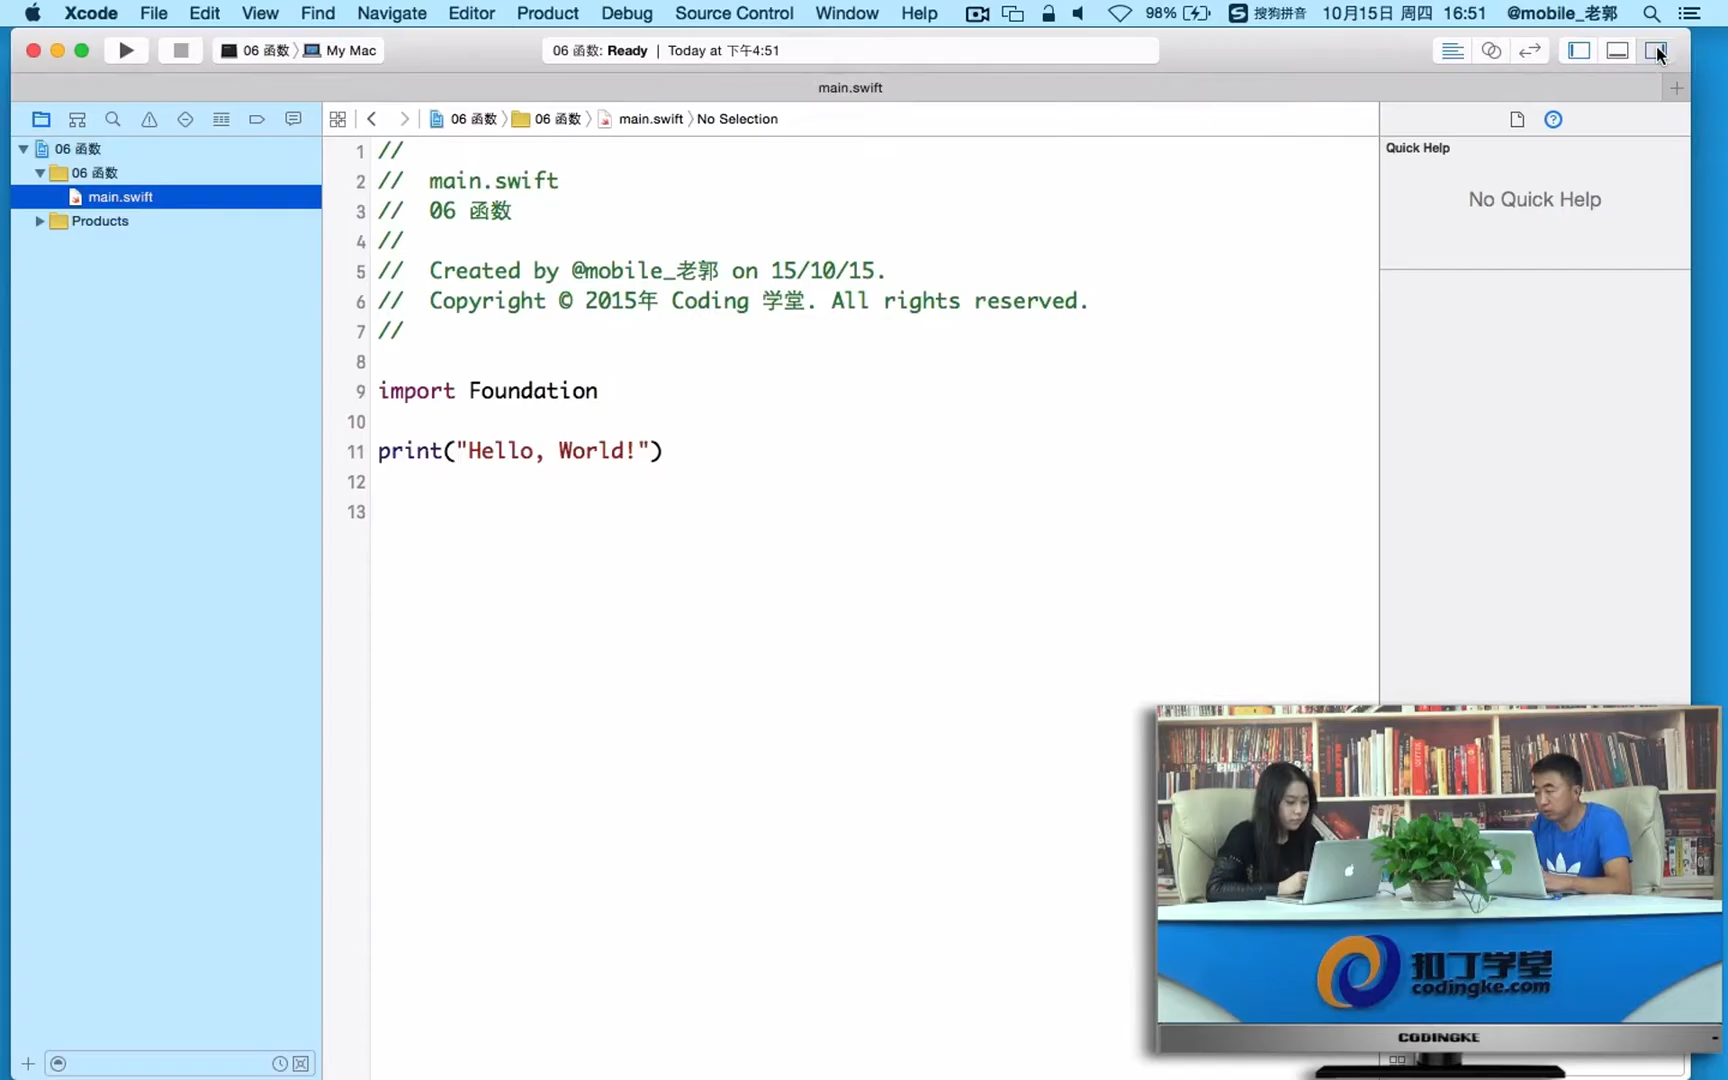 Xcode File Edit View Find Navigate Editor Product Debug Source Control Window Help 98% 搜狗拼音 10月15日 周四 16:51 @mobile_老郭
06 函数 My Mac
06 函数: Ready | Today at 下午4:51
main.swift
06 函数 06 函数 main.swift No Selection
06 函数
06 函数
main.swift
Products
1 //
2 // main.swift
3 // 06 函数
4 //
5 // Created by @mobile_老郭 on 15/10/15.
6 // Copyright © 2015年 Coding 学堂. All rights reserved.
7 //
8
9 import Foundation
10
11 print("Hello, World!")
12
13
Quick Help
No Quick Help
扣丁学堂
codingke.com
CODINGKE